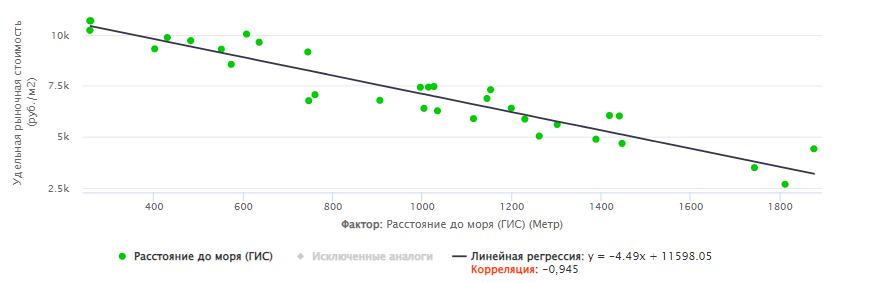 Удельная рыночная стоимость
(руб./м2)
10k
7.5k
5k
2.5k
400
600
800
1000
1200
1400
1600
1800
Фактор: Расстояние до моря (ГИС) (Метр)
Расстояние до моря (ГИС)
Исключенные аналоги
Линейная регрессия: y = -4.49x + 11598.05
Корреляция: -0,945